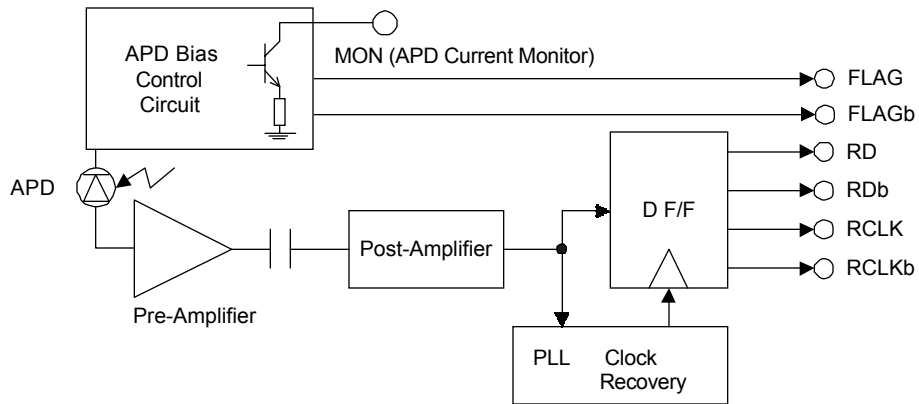 APD Bias
Control
Circuit
MON (APD Current Monitor)
FLAG
FLAGb
RD
RDb
RCLK
RCLKb
APD
D F/F
Post-Amplifier
Pre-Amplifier
PLL Clock
Recovery